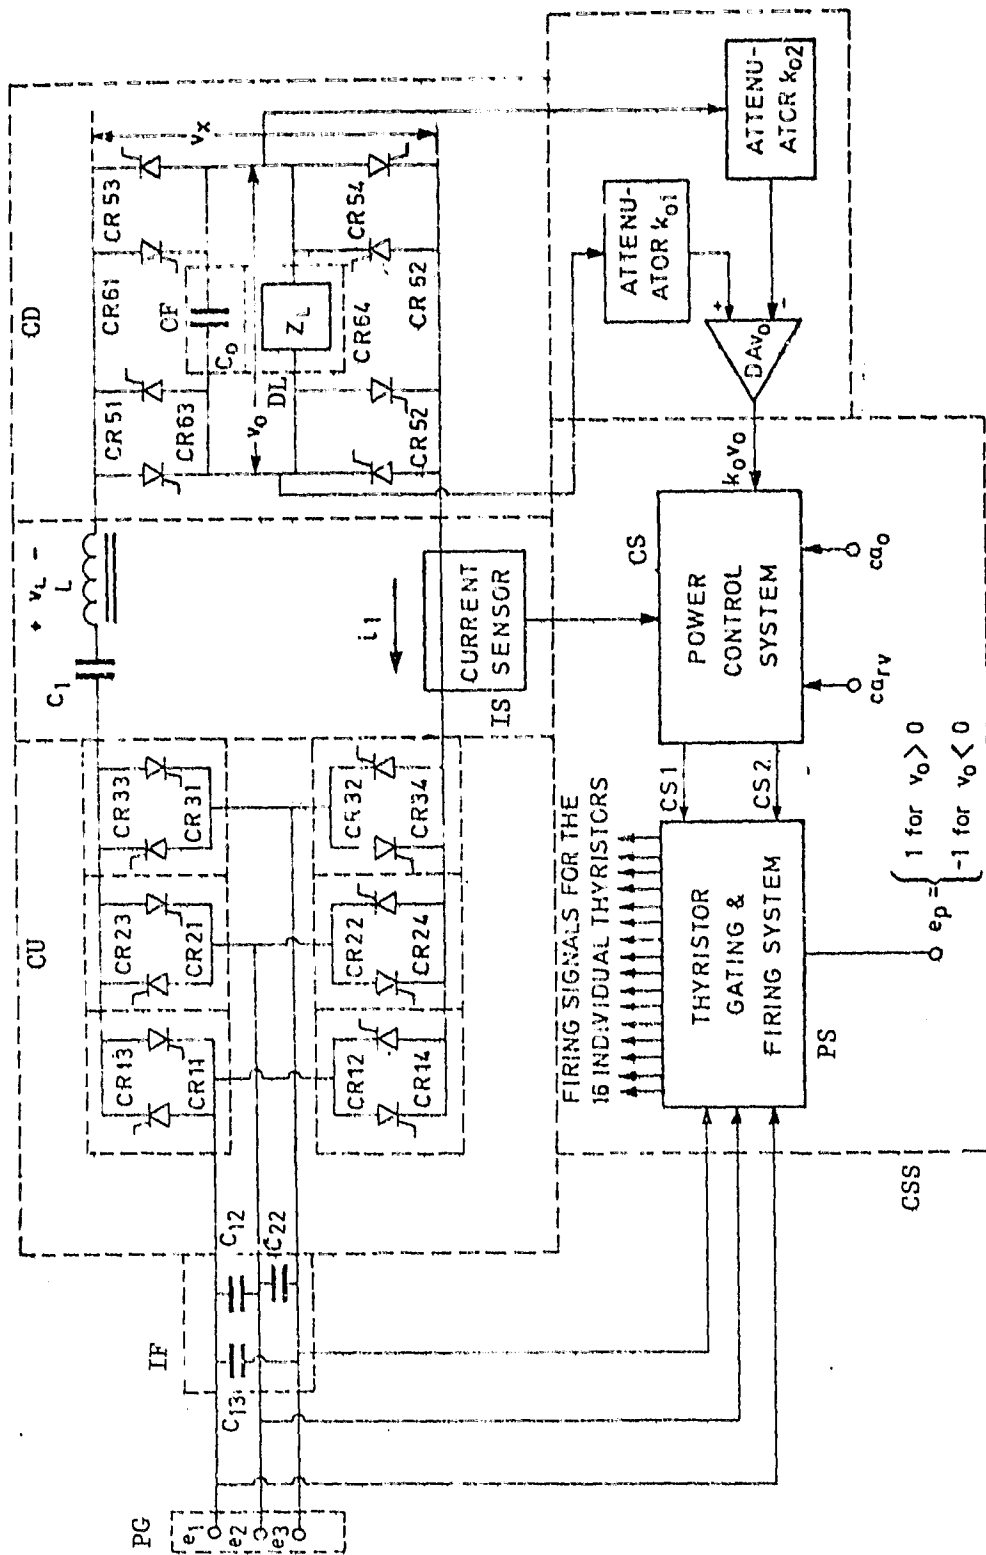 PG
e1
e2
e3
IF
C13
C12
C22
CU
CR13
CR11
CR23
CR21
CR33
CR31
CR12
CR14
CR22
CR24
CR32
CR34
C1
+ vL -
L
i1
CURRENT
SENSOR
IS
CD
CR51
CR63
CR61
CR53
CF
Co
ZL
DL
vo
vx
CR52
CR64
CR62
CR54
ATTENU-
ATOR ko1
ATTENU-
ATOR ko2
+
-
DAvo
kovo
CS
POWER
CONTROL
SYSTEM
cao
carv
CS1
CS2
FIRING SIGNALS FOR THE
16 INDIVIDUAL THYRISTORS
THYRISTOR
GATING &
FIRING SYSTEM
PS
ep = { 1 for vo > 0
-1 for vo < 0
CSS